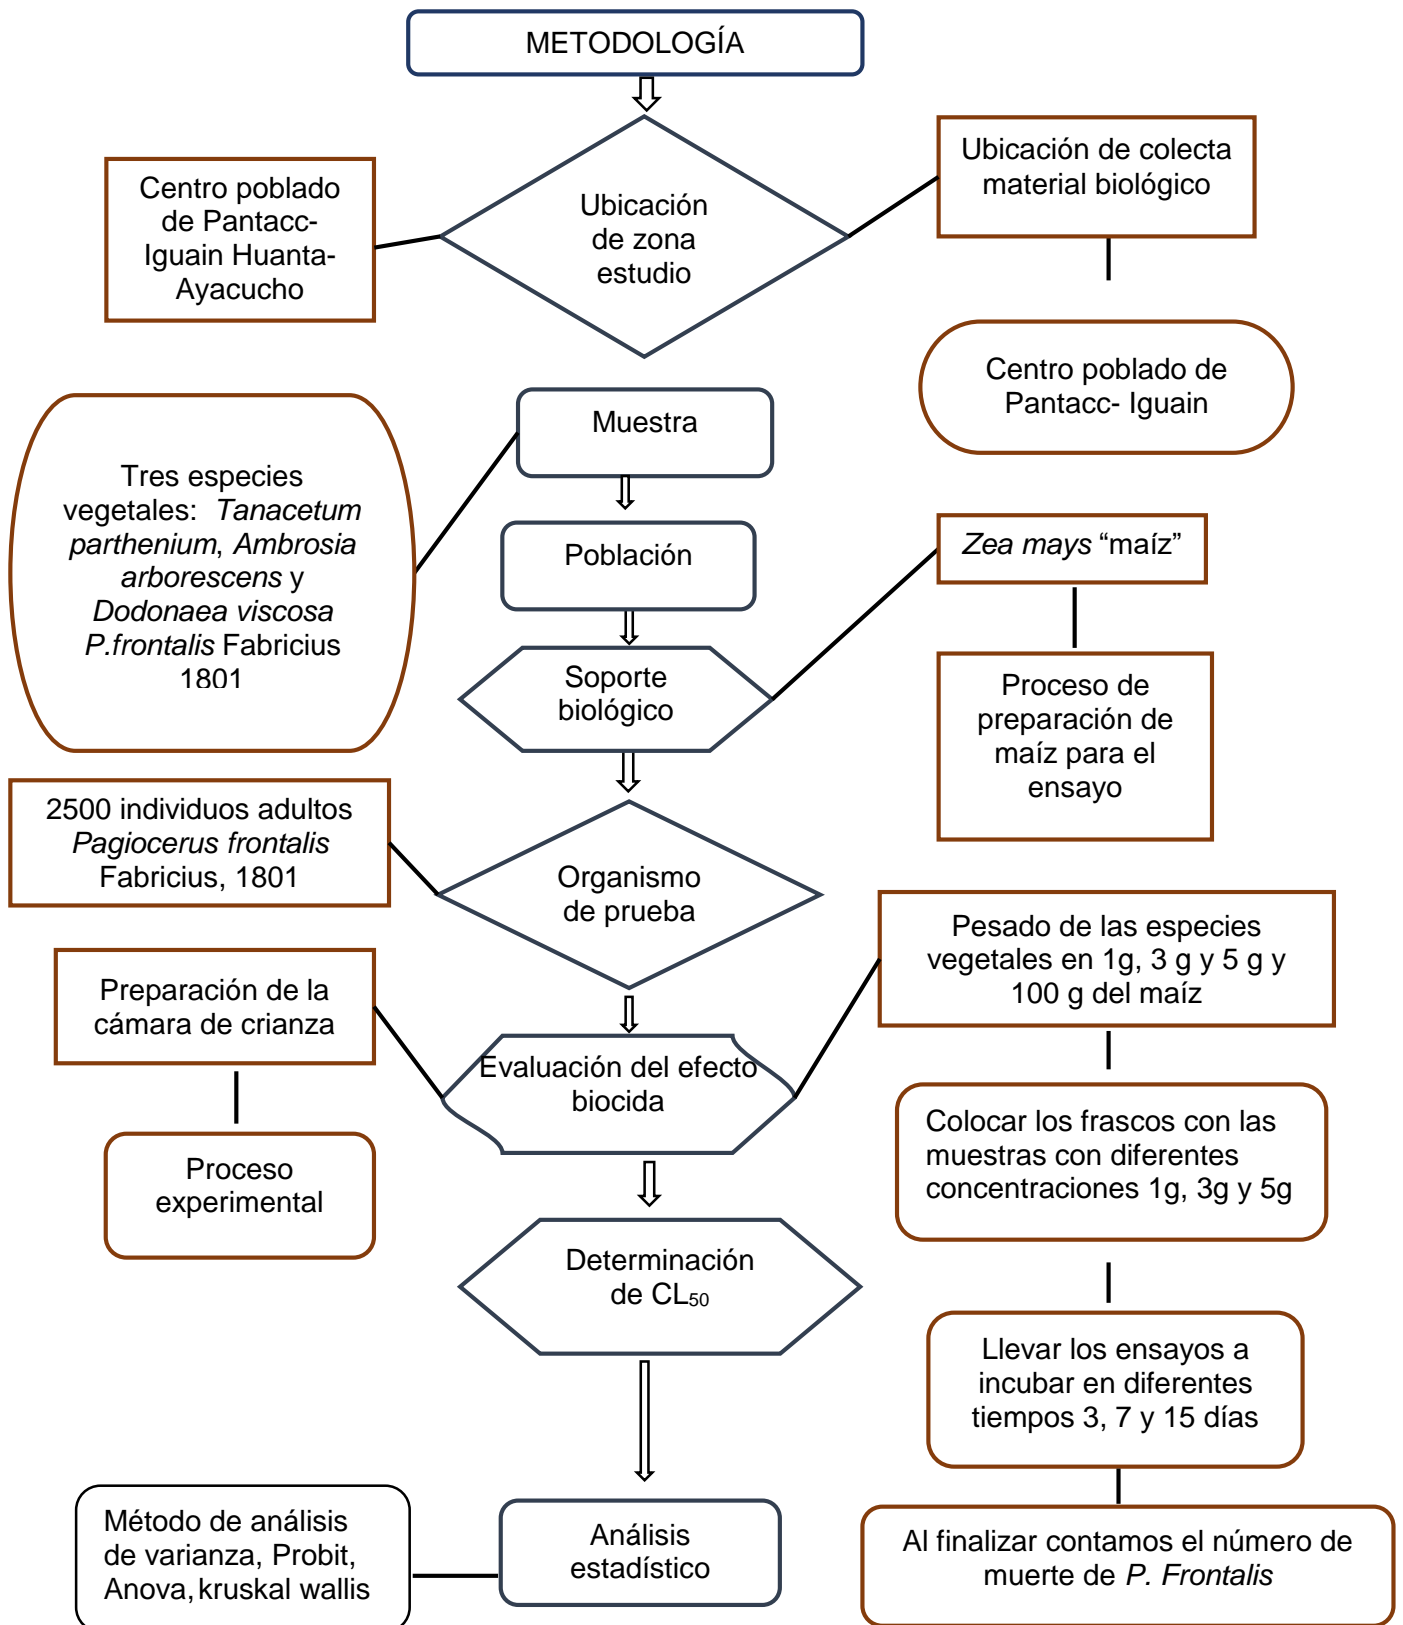 METODOLOGÍA
Centro poblado
de Pantacc-
Iguain Huanta-
Ayacucho
Ubicación
de zona
estudio
Ubicación de colecta
material biológico
Centro poblado de
Pantacc- Iguain
Muestra
Tres especies
vegetales: Tanacetum
parthenium, Ambrosia
arborescens y
Dodonaea viscosa
P.frontalis Fabricius
1801
Población
Zea mays “maíz”
Soporte
biológico
Proceso de
preparación de
maíz para el
ensayo
2500 individuos adultos
Pagiocerus frontalis
Fabricius, 1801
Organismo
de prueba
Pesado de las especies
vegetales en 1g, 3 g y 5 g y
100 g del maíz
Preparación de la
cámara de crianza
Evaluación del efecto
biocida
Colocar los frascos con las
muestras con diferentes
concentraciones 1g, 3g y 5g
Proceso
experimental
Determinación
de CL50
Llevar los ensayos a
incubar en diferentes
tiempos 3, 7 y 15 días
Método de análisis
de varianza, Probit,
Anova, kruskal wallis
Análisis
estadístico
Al finalizar contamos el número de
muerte de P. Frontalis